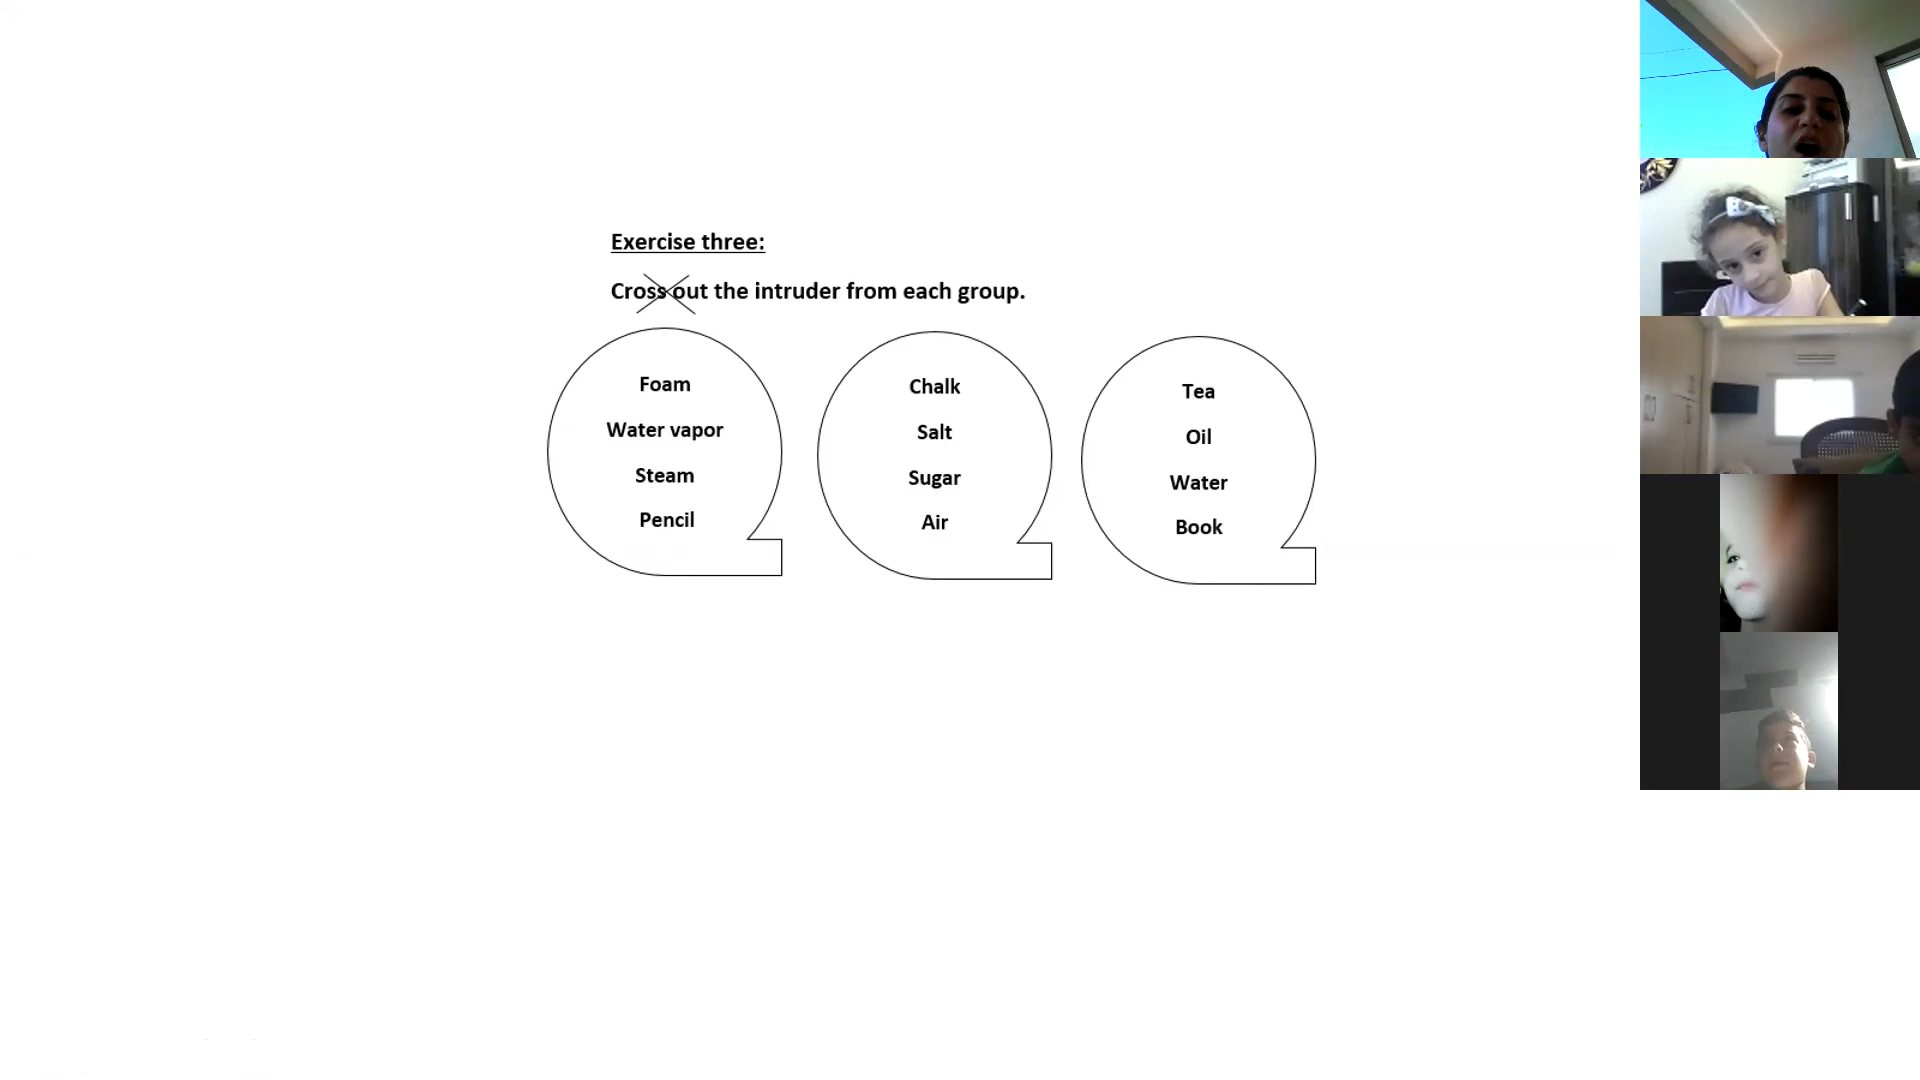 Exercise three:
Cross out the intruder from each group.
Foam
Water vapor
Steam
Pencil
Chalk
Salt
Sugar
Air
Tea
Oil
Water
Book